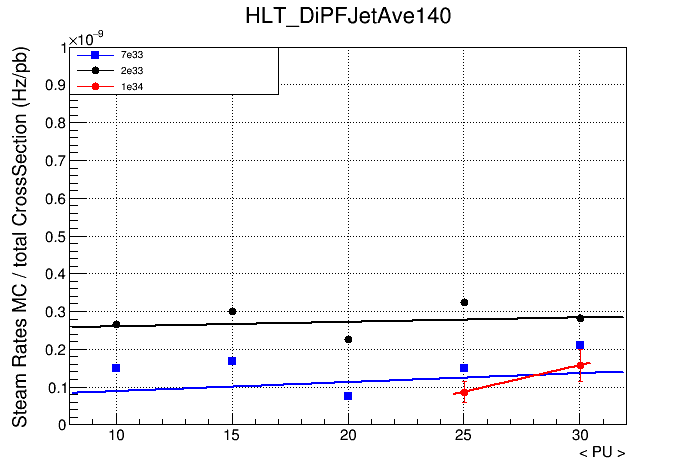 HLT_DiPFJetAve140
×10⁻⁹
Steam Rates MC / total CrossSection (Hz/pb)
7e33
2e33
1e34
1
0.9
0.8
0.7
0.6
0.5
0.4
0.3
0.2
0.1
0
10 15 20 25 30
< PU >